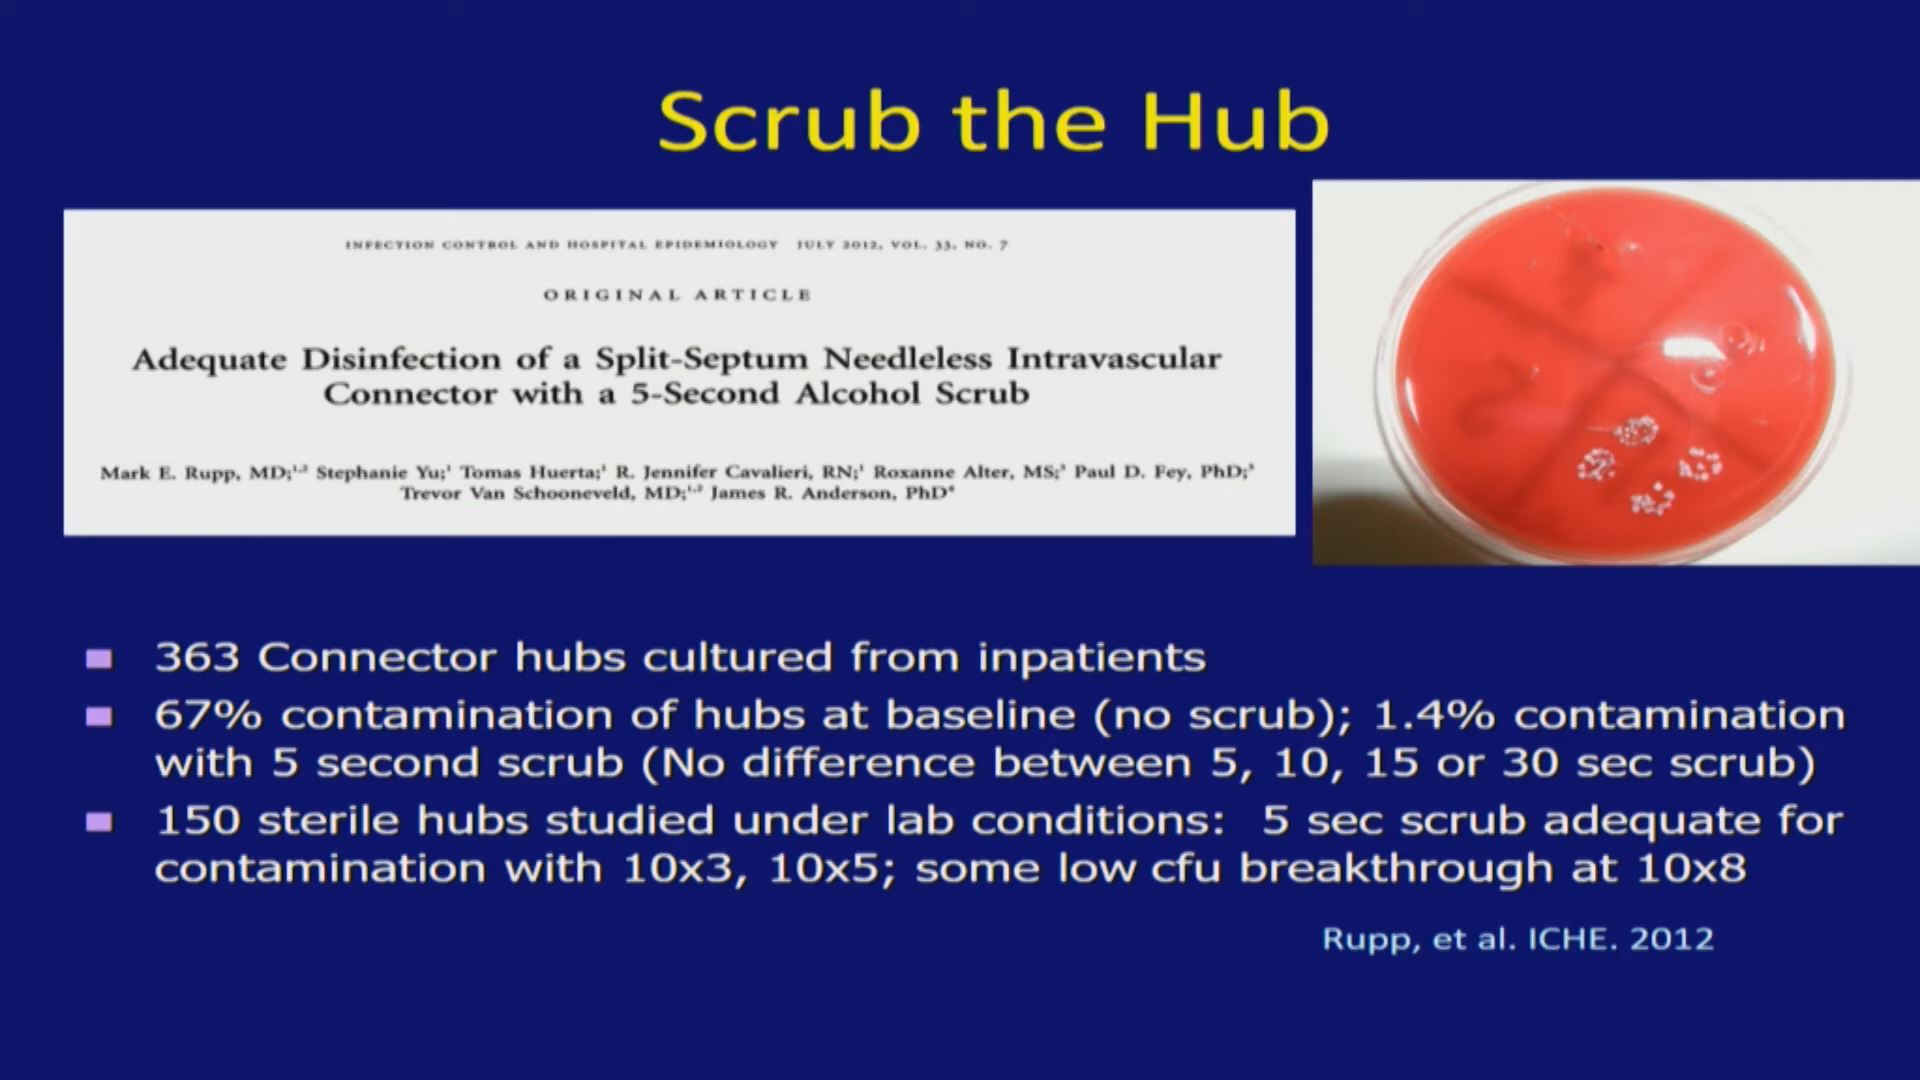 Scrub the Hub
INFECTION CONTROL AND HOSPITAL EPIDEMIOLOGY JULY 2012, VOL. 33, NO. 7
ORIGINAL ARTICLE
Adequate Disinfection of a Split-Septum Needleless Intravascular
Connector with a 5-Second Alcohol Scrub
Mark E. Rupp, MD;1,2 Stephanie Yu;1 Tomas Huerta;1 R. Jennifer Cavalieri, RN;1 Roxanne Alter, MS;3 Paul D. Fey, PhD;3
Trevor Van Schooneveld, MD;1,2 James R. Anderson, PhD4
363 Connector hubs cultured from inpatients
67% contamination of hubs at baseline (no scrub); 1.4% contamination
with 5 second scrub (No difference between 5, 10, 15 or 30 sec scrub)
150 sterile hubs studied under lab conditions: 5 sec scrub adequate for
contamination with 10x3, 10x5; some low cfu breakthrough at 10x8
Rupp, et al. ICHE. 2012